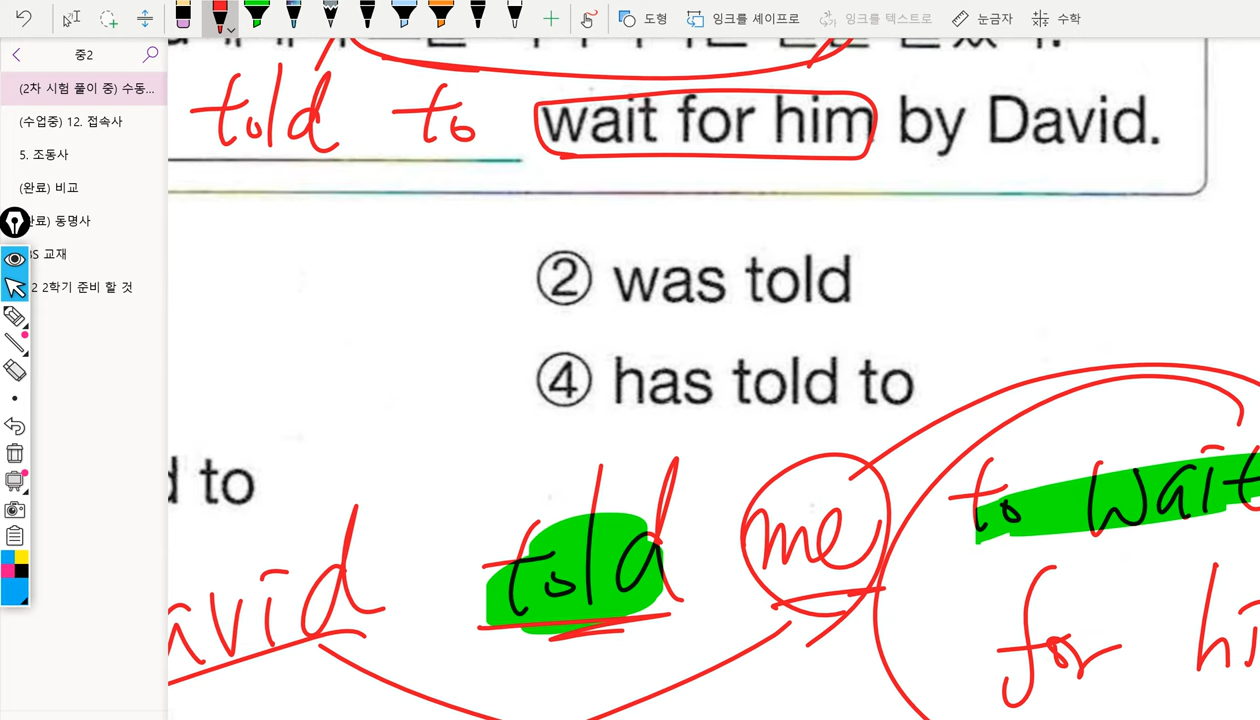 도형 잉크를 셰이프로 잉크를 텍스트로 눈금자 수학
중2
(2차 시험 풀이 중) 수동...
(수업중) 12. 접속사
5. 조동사
(완료) 비교
완료) 동명사
BS 교재
2 2학기 준비 할 것
told to wait for him by David.
② was told
④ has told to
d to
avid told me to wait
for hi